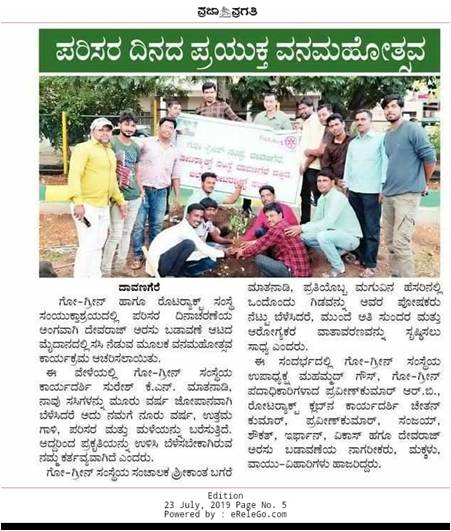 ಪ್ರಜಾ ಪ್ರಗತಿ
ಪರಿಸರ ದಿನದ ಪ್ರಯುಕ್ತ ವನಮಹೋತ್ಸವ
ದಾವಣಗೆರೆ
ಗೋ-ಗ್ರೀನ್ ಹಾಗೂ ರೋಟರ‍್ಯಾಕ್ಟ್ ಸಂಸ್ಥೆ
ಸಂಯುಕ್ತಾಶ್ರಯದಲ್ಲಿ ಪರಿಸರ ದಿನಾಚರಣೆಯ
ಅಂಗವಾಗಿ ದೇವರಾಜ್ ಅರಸು ಬಡಾವಣೆ ಆಟದ
ಮೈದಾನದಲ್ಲಿ ಸಸಿ ನೆಡುವ ಮೂಲಕ ವನಮಹೋತ್ಸವ
ಕಾರ್ಯಕ್ರಮ ಆಚರಿಸಲಾಯಿತು.
ಈ ವೇಳೆಯಲ್ಲಿ ಗೋ-ಗ್ರೀನ್ ಸಂಸ್ಥೆಯ
ಕಾರ್ಯದರ್ಶಿ ಸುರೇಶ್ ಕೆ.ಎನ್. ಮಾತನಾಡಿ,
ನಾವು ಸಸಿಗಳನ್ನು ಮೂರು ವರ್ಷ ಜೋಪಾನವಾಗಿ
ಬೆಳೆಸಿದರೆ ಅದು ನಮಗೆ ನೂರು ವರ್ಷ, ಉತ್ತಮ
ಗಾಳಿ, ಪರಿಸರ ಮತ್ತು ಮಳೆಯನ್ನು ಬರಿಸುತ್ತದೆ.
ಆದ್ದರಿಂದ ಪ್ರಕೃತಿಯನ್ನು ಉಳಿಸಿ ಬೆಳೆಸಬೇಕಾಗಿರುವ
ನಮ್ಮ ಕರ್ತವ್ಯವಾಗಿದೆ ಎಂದರು.
ಗೋ-ಗ್ರೀನ್ ಸಂಸ್ಥೆಯ ಸಂಚಾಲಕ ಶ್ರೀಕಾಂತ ಬಗರೆ
ಮಾತನಾಡಿ, ಪ್ರತಿಯೊಬ್ಬ ಮಗುವಿನ ಹೆಸರಿನಲ್ಲಿ
ಒಂದೊಂದು ಗಿಡವನ್ನು ಅವರ ಪೋಷಕರು
ನೆಟ್ಟು ಬೆಳೆಸಿದರೆ, ಮುಂದೆ ಅತಿ ಸುಂದರ ಮತ್ತು
ಆರೋಗ್ಯಕರ ವಾತಾವರಣವನ್ನು ಸೃಷ್ಟಿಸಲು
ಸಾಧ್ಯ ಎಂದರು.
ಈ ಸಂದರ್ಭದಲ್ಲಿ ಗೋ-ಗ್ರೀನ್ ಸಂಸ್ಥೆಯ
ಉಪಾಧ್ಯಕ್ಷ ಮಹಮ್ಮದ್ ಗೌಸ್, ಗೋ-ಗ್ರೀನ್
ಪದಾಧಿಕಾರಿಗಳಾದ ಪ್ರವೀಣ್‌ಕುಮಾರ್ ಆರ್.ಬಿ.,
ರೋಟರ‍್ಯಾಕ್ಟ್ ಕ್ಲಬ್‌ನ ಕಾರ್ಯದರ್ಶಿ ಚೇತನ್
ಕುಮಾರ್, ಪ್ರವೀಣ್‌ಕುಮಾರ್, ಸಂಜಯ್,
ಶೌಕತ್, ಇರ್ಫಾನ್, ವಿಕಾಸ್ ಹಾಗೂ ದೇವರಾಜ್
ಅರಸು ಬಡಾವಣೆಯ ನಾಗರೀಕರು, ಮಕ್ಕಳು,
ವಾಯು-ವಿಹಾರಿಗಳು ಹಾಜರಿದ್ದರು.
Edition
23 July, 2019 Page No. 5
Powered by : eReleGo.com